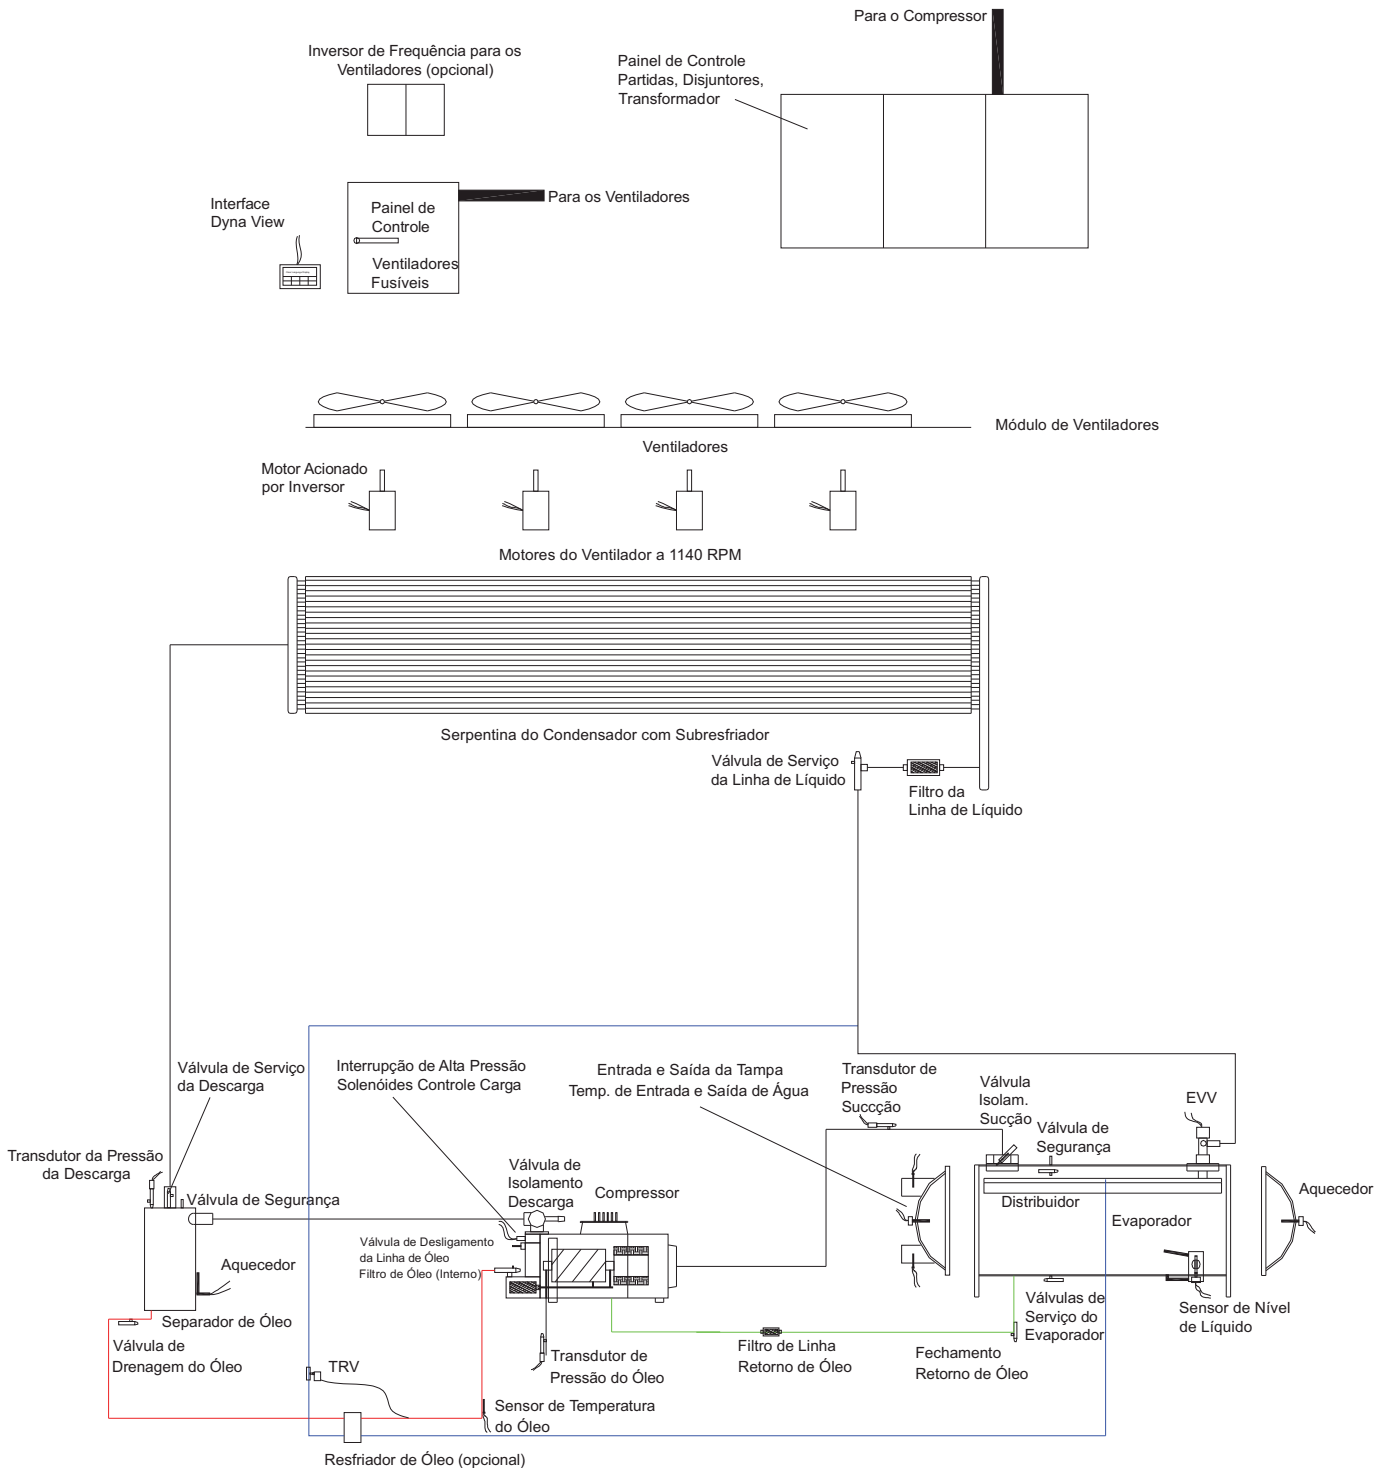 Para o Compressor
Inversor de Frequência para os
Ventiladores (opcional)
Painel de Controle
Partidas, Disjuntores,
Transformador
Interface
Dyna View
Painel de
Controle
Ventiladores
Fusíveis
Para os Ventiladores
Módulo de Ventiladores
Ventiladores
Motor Acionado
por Inversor
Motores do Ventilador a 1140 RPM
Serpentina do Condensador com Subresfriador
Válvula de Serviço
da Linha de Líquido
Filtro da
Linha de Líquido
Válvula de Serviço
da Descarga
Interrupção de Alta Pressão
Solenóides Controle Carga
Entrada e Saída da Tampa
Temp. de Entrada e Saída de Água
Transdutor de
Pressão
Succção
Válvula
Isolam.
Sucção
EVV
Válvula de
Segurança
Transdutor da Pressão
da Descarga
Válvula de Segurança
Válvula de
Isolamento
Descarga
Compressor
Distribuidor
Evaporador
Aquecedor
Válvula de Desligamento
da Linha de Óleo
Filtro de Óleo (Interno)
Aquecedor
Separador de Óleo
Válvula de
Drenagem do Óleo
TRV
Transdutor de
Pressão do Óleo
Filtro de Linha
Retorno de Óleo
Fechamento
Retorno de Óleo
Válvulas de
Serviço do
Evaporador
Sensor de Nível
de Líquido
Sensor de Temperatura
do Óleo
Resfriador de Óleo (opcional)